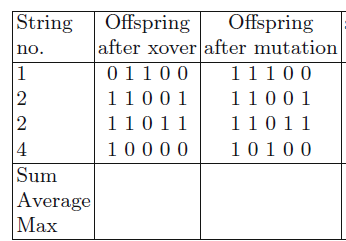 String Offspring Offspring
no. after xover after mutation
1 0 1 1 0 0 1 1 1 0 0
2 1 1 0 0 1 1 1 0 0 1
2 1 1 0 1 1 1 1 0 1 1
4 1 0 0 0 0 1 0 1 0 0
Sum
Average
Max